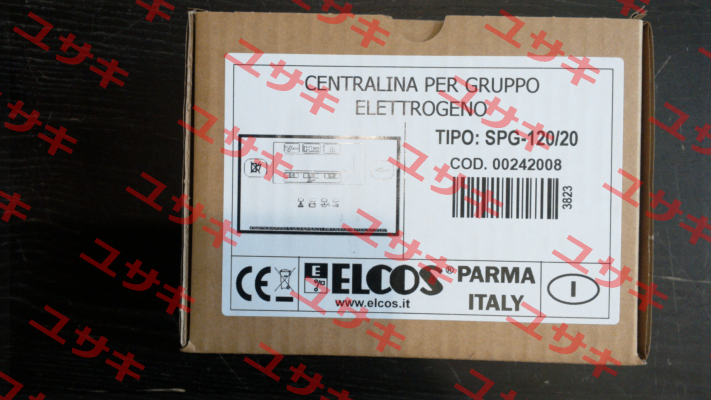 CENTRALINA PER GRUPPO
ELETTROGENO
TIPO: SPG-120/20
COD. 00242008
3823
CE
E
ELCOS®
www.elcos.it
PARMA
ITALY
I
ユサキ